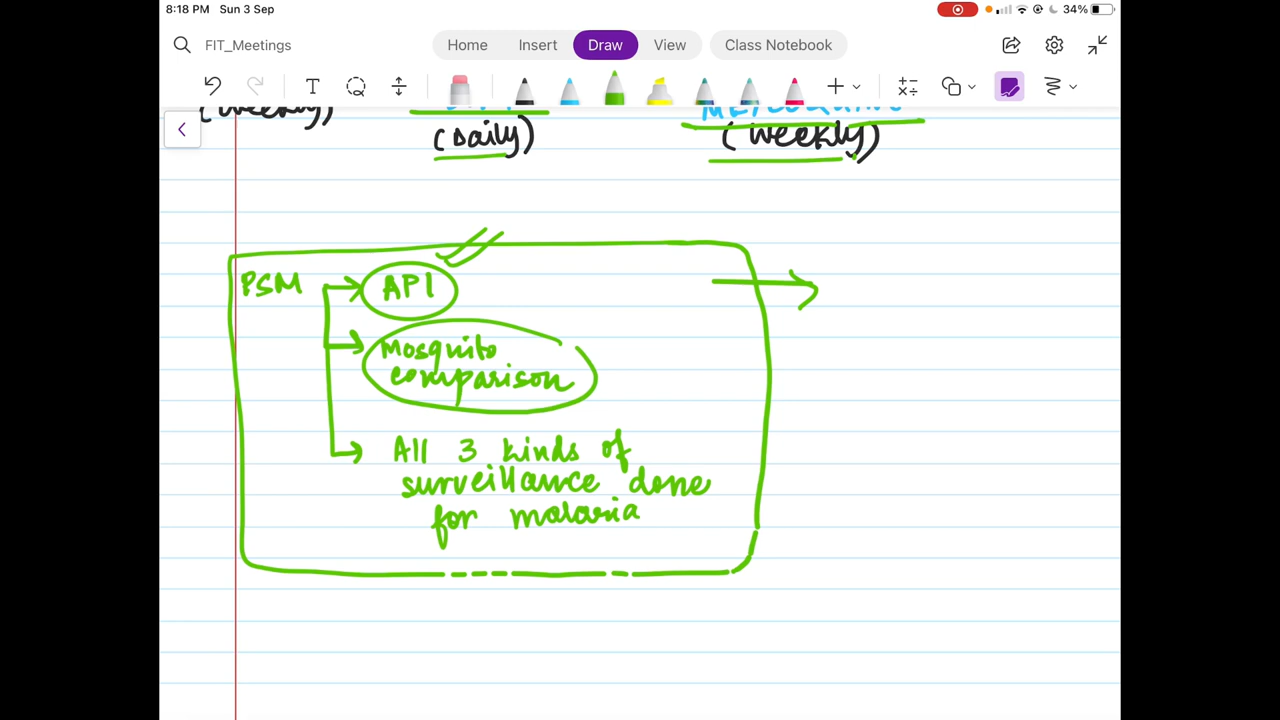 8:18 PM Sun 3 Sep 34%
FIT_Meetings Home Insert Draw View Class Notebook
T
(weekly)
(Daily) (weekly)
PSM API
Mosquito
comparison
All 3 kinds of
surveillance done
for malaria